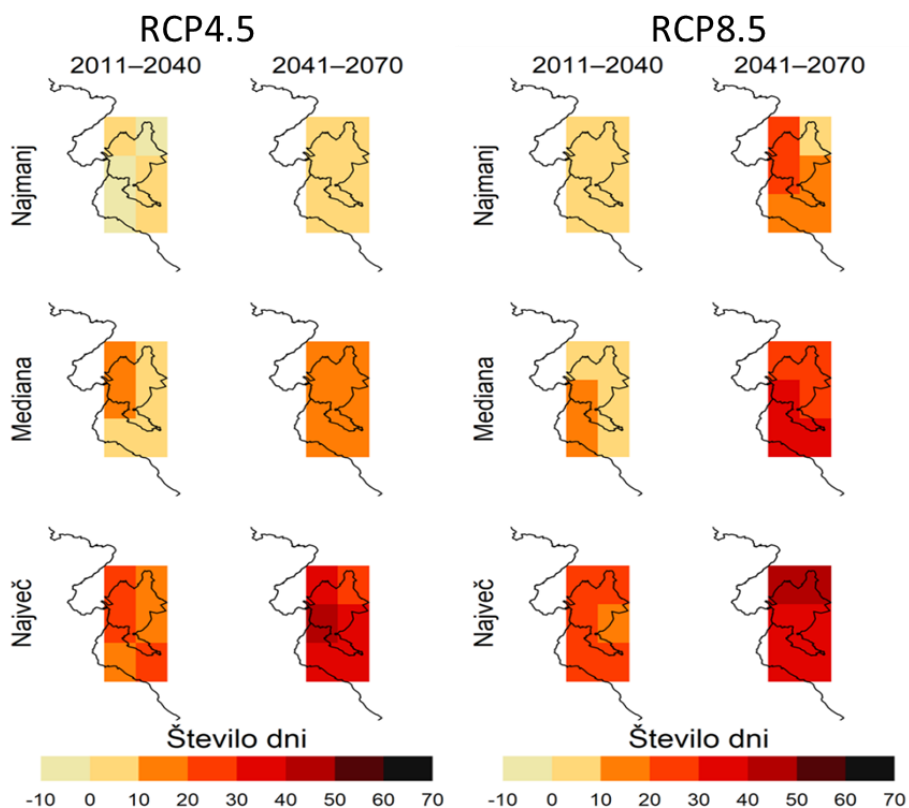 RCP4.5 RCP8.5
2011–2040 2041–2070 2011–2040 2041–2070
Najmanj Najmanj
Mediana Mediana
Največ Največ
Število dni Število dni
-10 0 10 20 30 40 50 60 70 -10 0 10 20 30 40 50 60 70